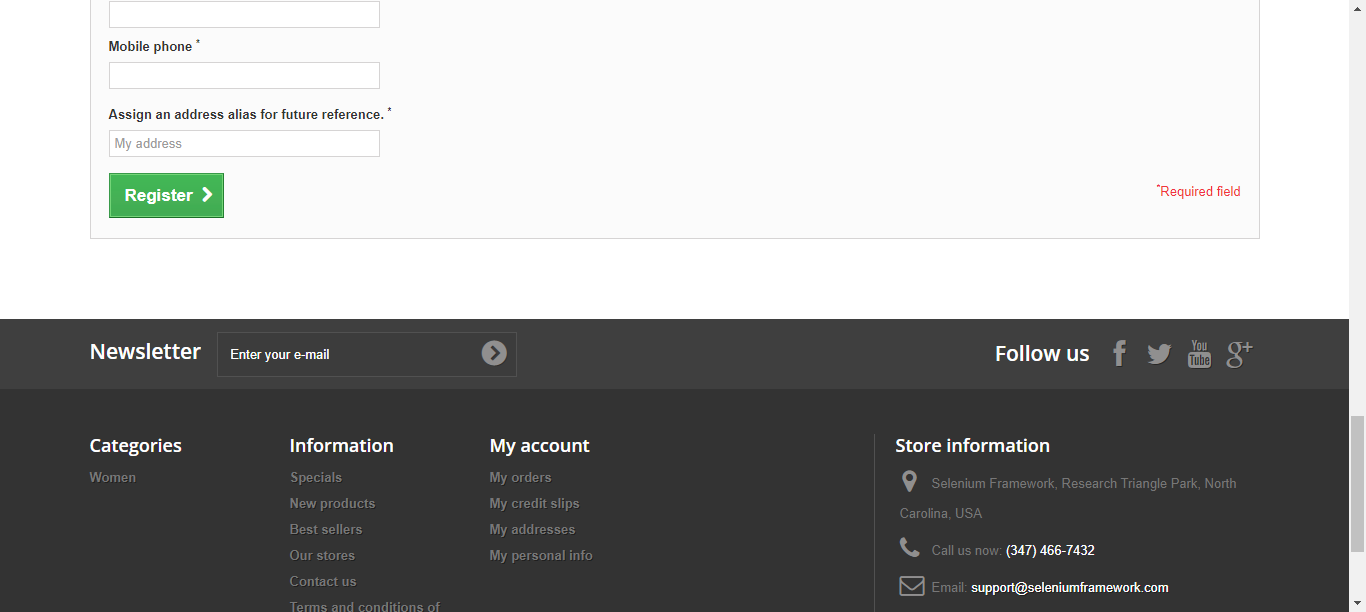 Mobile phone *
Assign an address alias for future reference. *
My address
Register
*Required field
Newsletter
Enter your e-mail
Follow us
You
Tube
g+
Categories
Women
Information
Specials
New products
Best sellers
Our stores
Contact us
Terms and conditions of
My account
My orders
My credit slips
My addresses
My personal info
Store information
Selenium Framework, Research Triangle Park, North
Carolina, USA
Call us now: (347) 466-7432
Email: support@seleniumframework.com